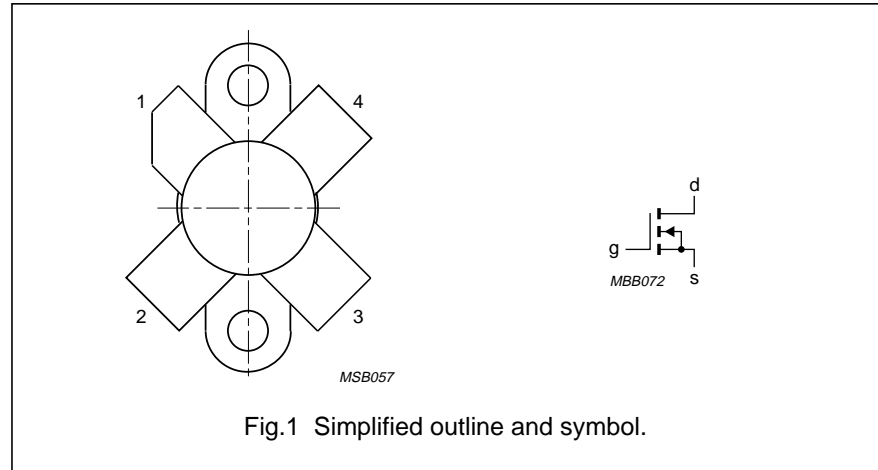 1
4
2
3
MSB057
d
g
s
MBB072
Fig.1 Simplified outline and symbol.